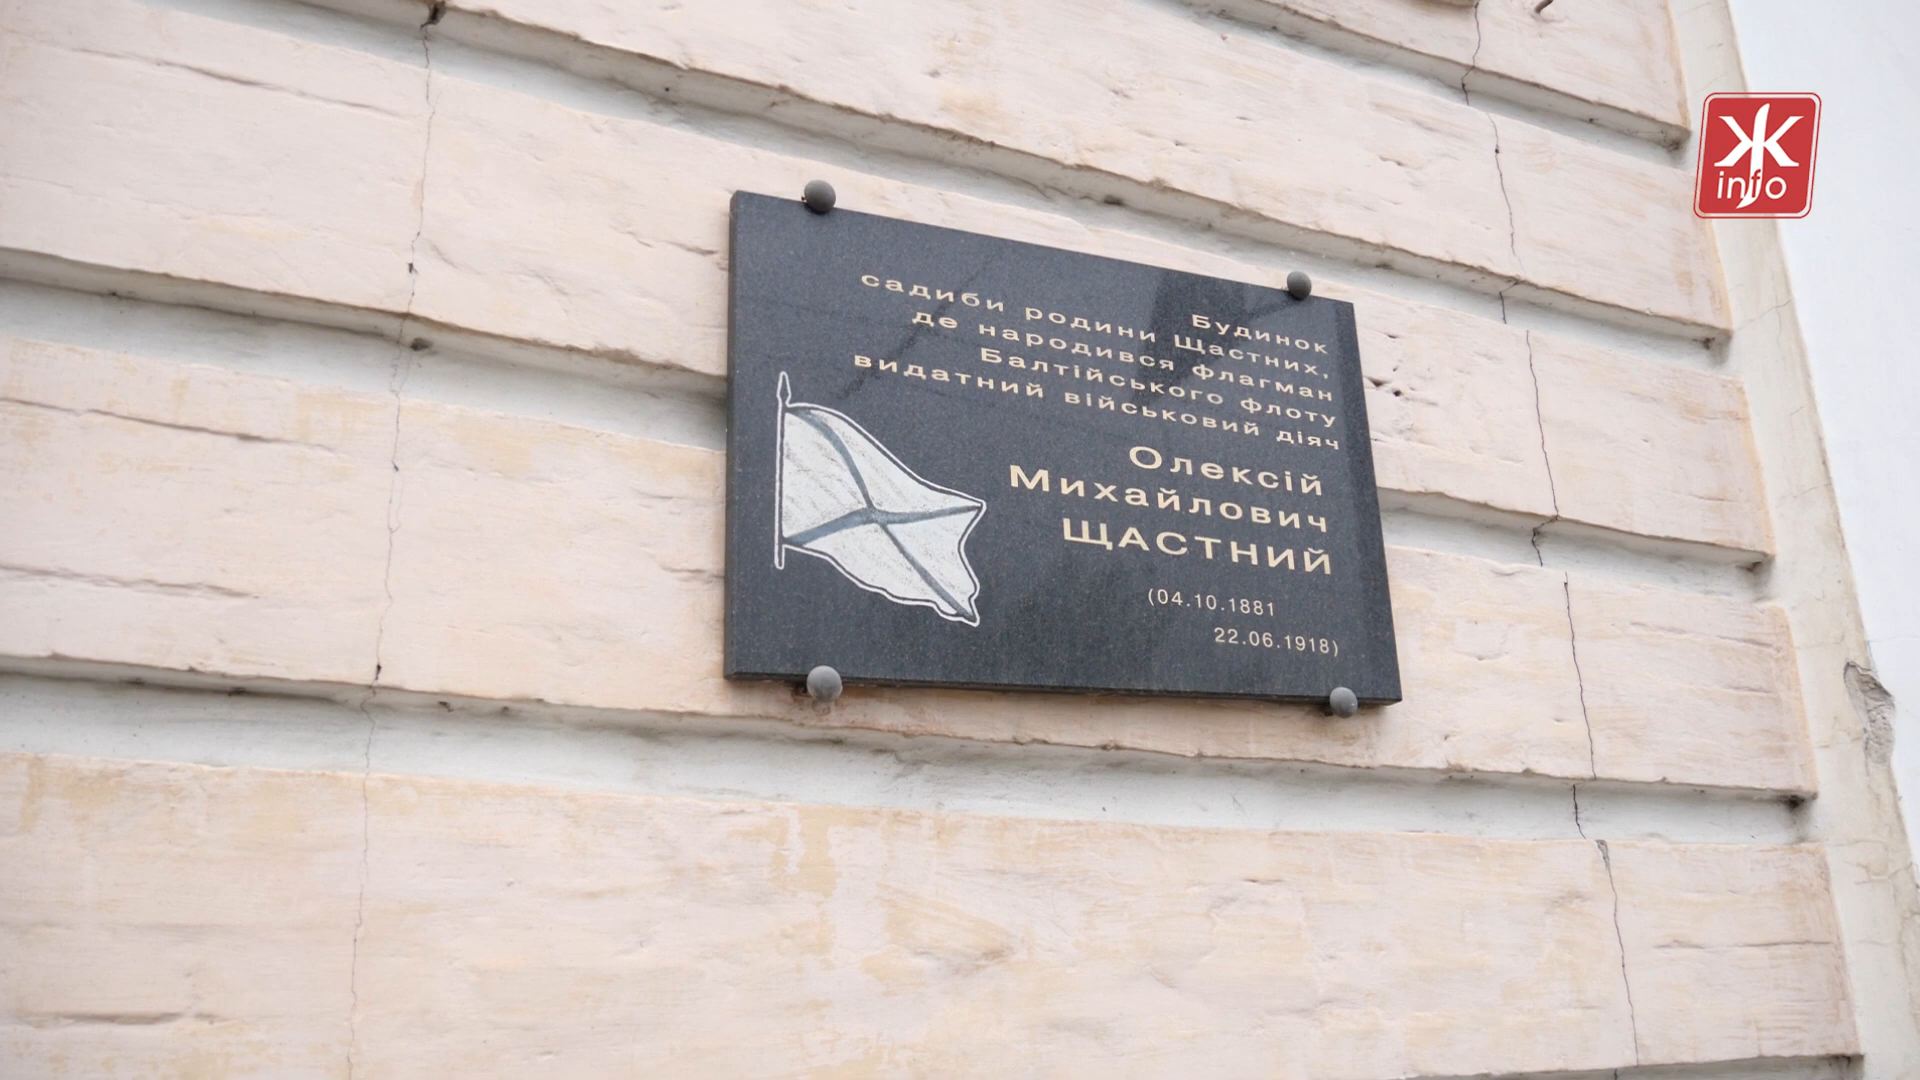 Будинок
садиби родини Щастних,
де народився флагман
Балтійського флоту
видатний військовий діяч
Олексій
Михайлович
ЩАСТНИЙ
(04.10.1881
22.06.1918)
Ж
info